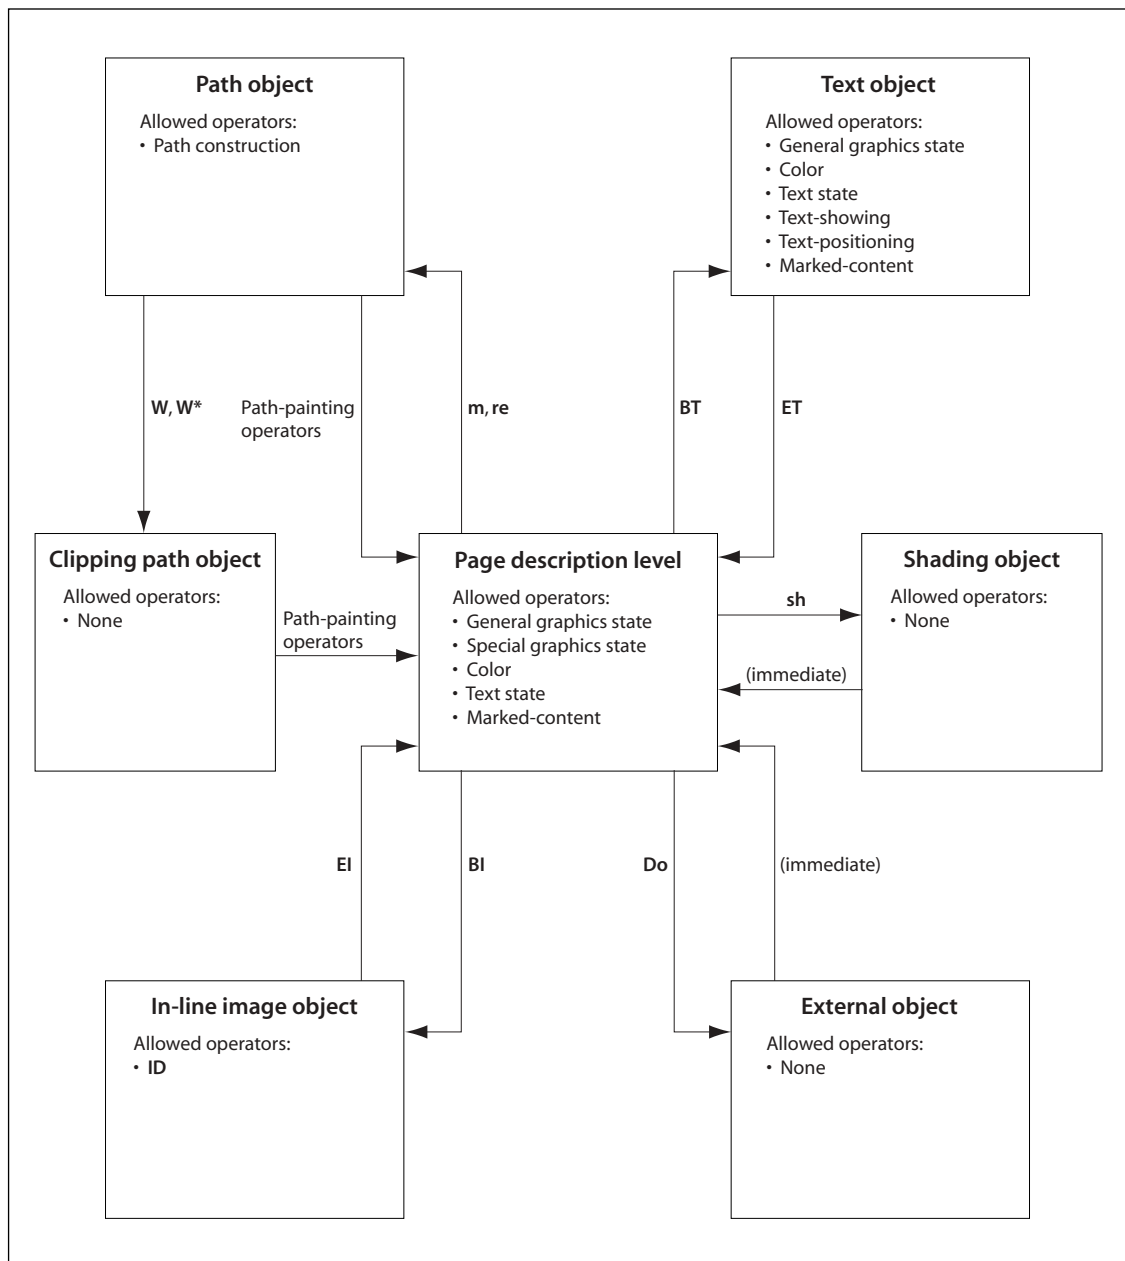 Path object
Allowed operators:
• Path construction
Text object
Allowed operators:
• General graphics state
• Color
• Text state
• Text-showing
• Text-positioning
• Marked-content
W, W*
Path-painting
operators
m, re
BT
ET
Clipping path object
Allowed operators:
• None
Path-painting
operators
Page description level
Allowed operators:
• General graphics state
• Special graphics state
• Color
• Text state
• Marked-content
sh
(immediate)
Shading object
Allowed operators:
• None
EI
BI
Do
(immediate)
In-line image object
Allowed operators:
• ID
External object
Allowed operators:
• None